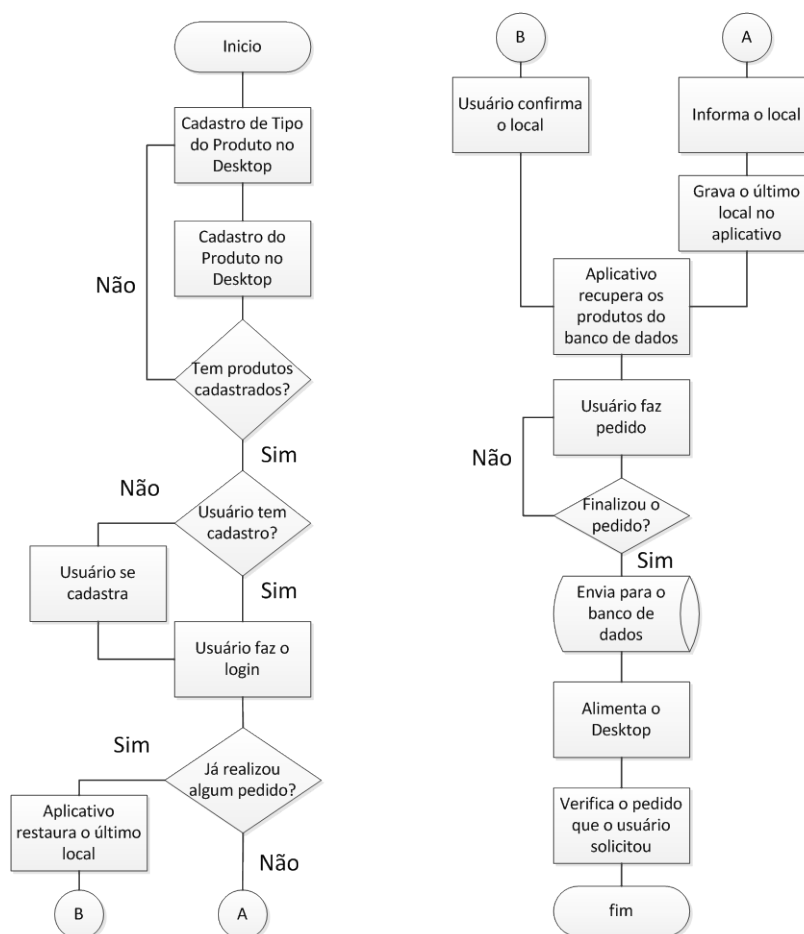 Inicio
Cadastro de Tipo
do Produto no
Desktop
Cadastro do
Produto no
Desktop
Não
Tem produtos
cadastrados?
Sim
Não
Usuário tem
cadastro?
Usuário se
cadastra
Sim
Usuário faz o
login
Sim
Já realizou
algum pedido?
Aplicativo
restaura o último
local
Não
B
A
B
A
Usuário confirma
o local
Informa o local
Grava o último
local no
aplicativo
Aplicativo
recupera os
produtos do
banco de dados
Usuário faz
pedido
Não
Finalizou o
pedido?
Sim
Envia para o
banco de
dados
Alimenta o
Desktop
Verifica o pedido
que o usuário
solicitou
fim